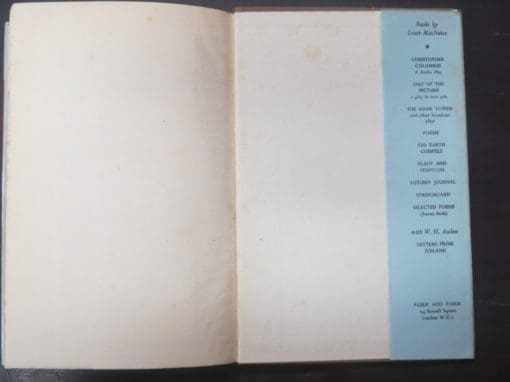 Books by
Louis MacNeice
*
CHRISTOPHER
COLUMBUS
A Radio Play
OUT OF THE
PICTURE
a play in two acts
THE DARK TOWER
and other broadcast
plays
POEMS
THE EARTH
COMPELS
PLANT AND
PHANTOM
AUTUMN JOURNAL
SPRINGBOARD
SELECTED POEMS
(Sesame Books)
with W. H. Auden
LETTERS FROM
ICELAND
FABER AND FABER
24 Russell Square
London W.C.1